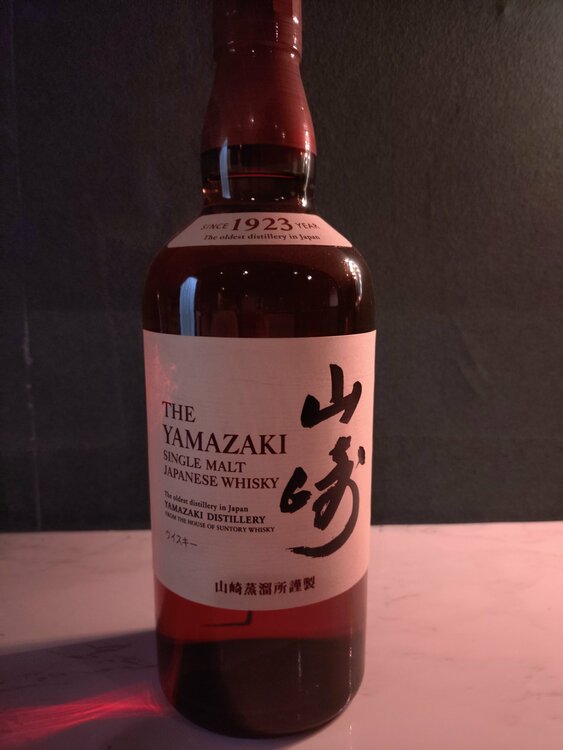 SINCE 1923 YEAR
The oldest distillery in Japan
山崎
THE
YAMAZAKI
SINGLE MALT
JAPANESE WHISKY
The oldest distillery in Japan
YAMAZAKI DISTILLERY
FROM THE HOUSE OF SUNTORY WHISKY
ウイスキー
山崎蒸溜所謹製